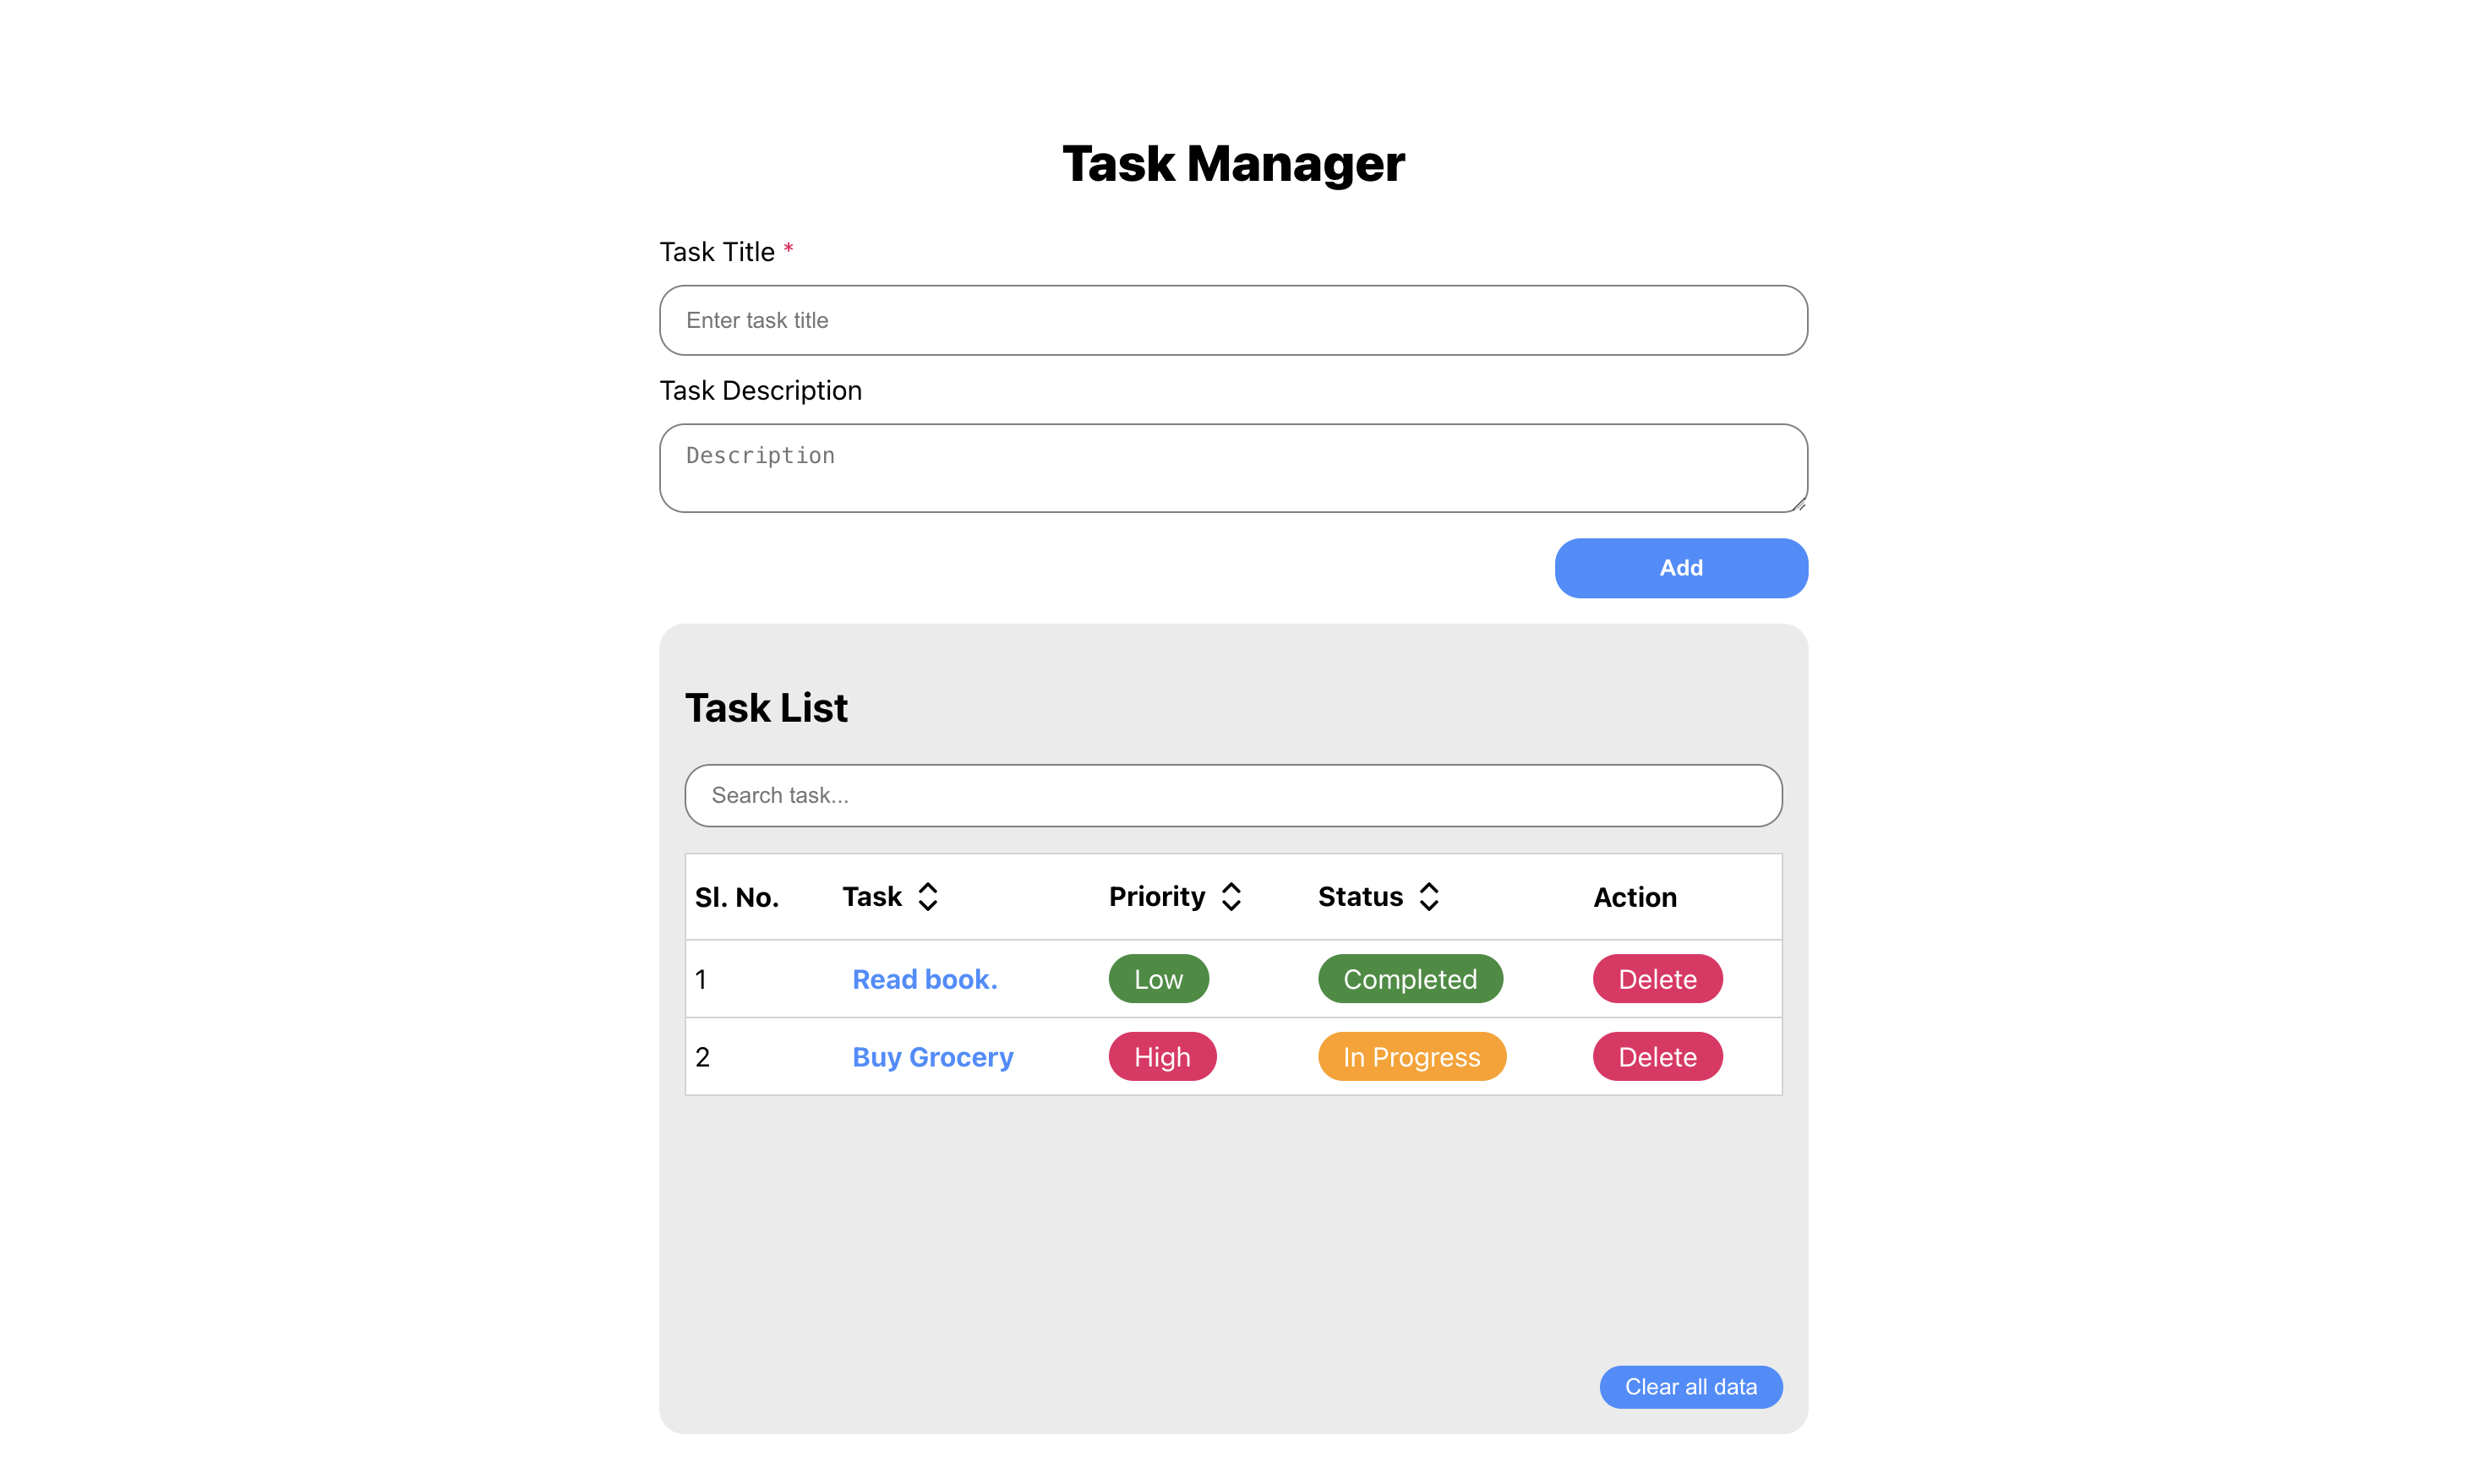 Task Manager
Task Title *
Enter task title
Task Description
Description
Add
Task List
Search task...
Sl. No. Task Priority Status Action
1 Read book. Low Completed Delete
2 Buy Grocery High In Progress Delete
Clear all data